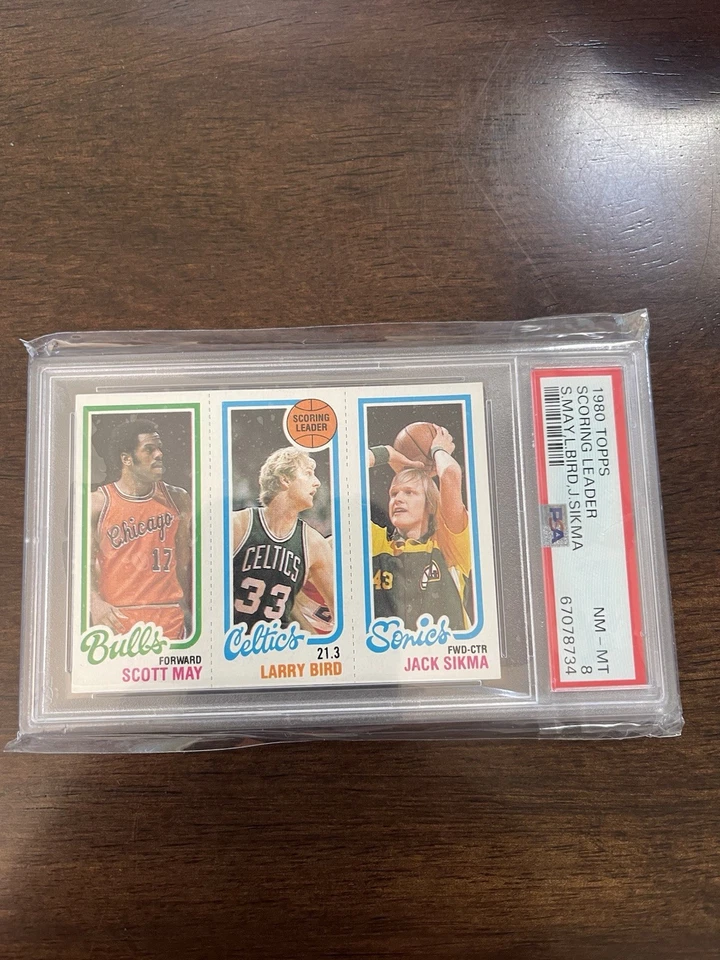 Chicago
17
Bulls
FORWARD
SCOTT MAY
SCORING
LEADER
CELTICS
33
Celtics
21.3
LARRY BIRD
43
Sonics
FWD-CTR
JACK SIKMA
1980 TOPPS
SCORING LEADER
S.MAY,L.BIRD,J.SIKMA
PSA
NM - MT
8
67078734